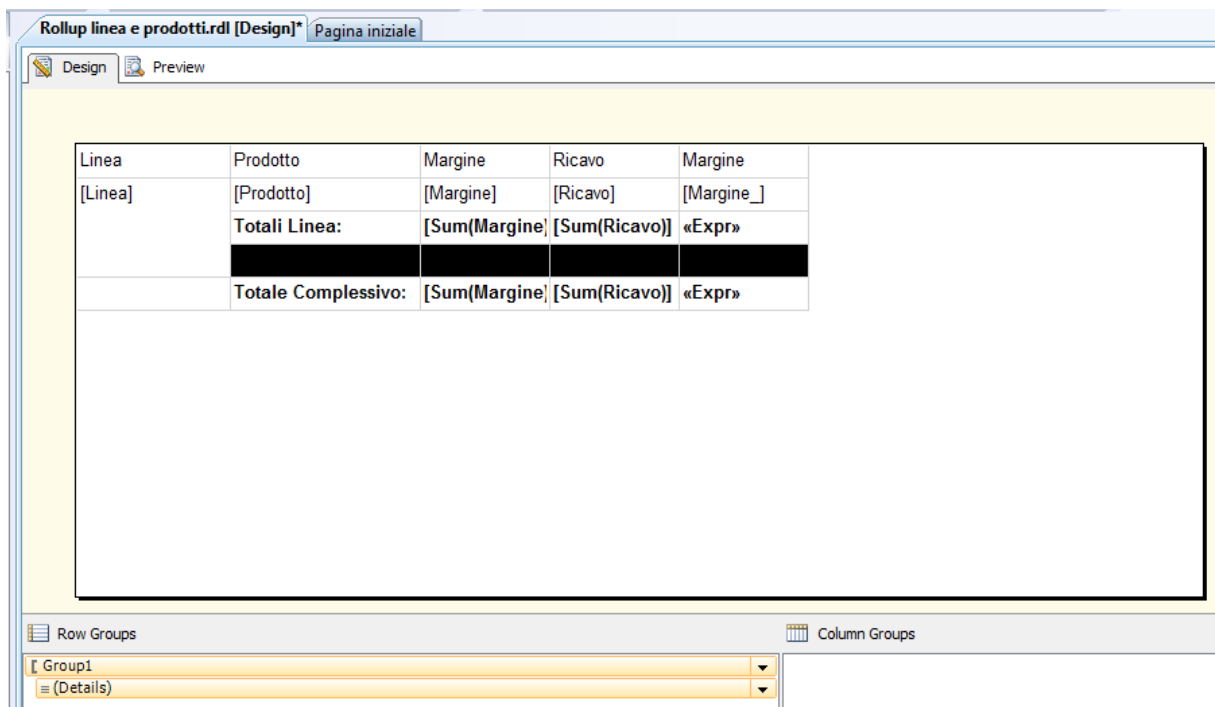 Rollup linea e prodotti.rdl [Design]* Pagina iniziale
Design Preview
Linea Prodotto Margine Ricavo Margine
[Linea] [Prodotto] [Margine] [Ricavo] [Margine_]
Totali Linea: [Sum(Margine) [Sum(Ricavo)] «Expr»
Totale Complessivo: [Sum(Margine) [Sum(Ricavo)] «Expr»
Row Groups Column Groups
Group1
(Details)